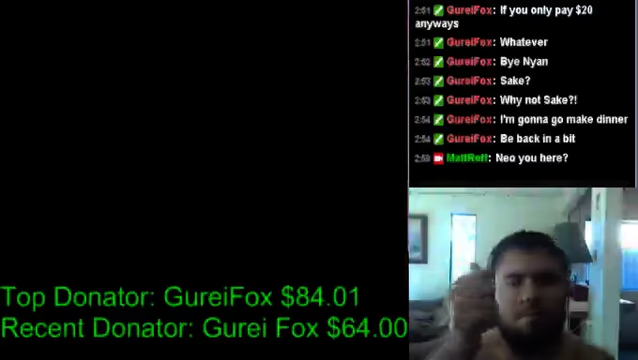 2:51 GureiFox: If you only pay $20
anyways
2:51 GureiFox: Whatever
2:52 GureiFox: Bye Nyan
2:53 GureiFox: Sake?
2:53 GureiFox: Why not Sake?!
2:54 GureiFox: I'm gonna go make dinner
2:54 GureiFox: Be back in a bit
2:59 MattRoff: Neo you here?
Top Donator: GureiFox $84.01
Recent Donator: Gurei Fox $64.00